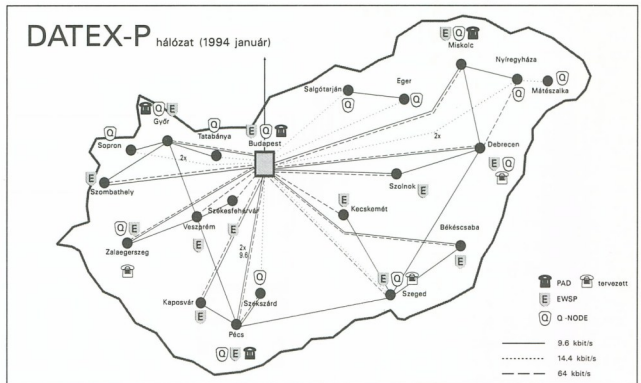 DATEX-P hálózat (1994 január)
E Q
Miskolc
Nyíregyháza
Q
Mátészalka
Salgótarján
Q
Eger
Q
Q
Q E
Győr
Q
Tatabánya
E Q
Budapest
Q
Sopron
2x
2x
Debrecen
E Q
E
Szombathely
Szolnok
E
Székesfehérvár
E
Kecskemét
Veszprém
E
E
Q E
Zalaegerszeg
Békéscsaba
E
2x
9.6
Q
Szekszárd
E Q
Szeged
Kaposvár
E
Pécs
Q E
PAD
tervezett
E EWSP
Q Q-NODE
9.6 kbit/s
14.4 kbit/s
64 kbit/s